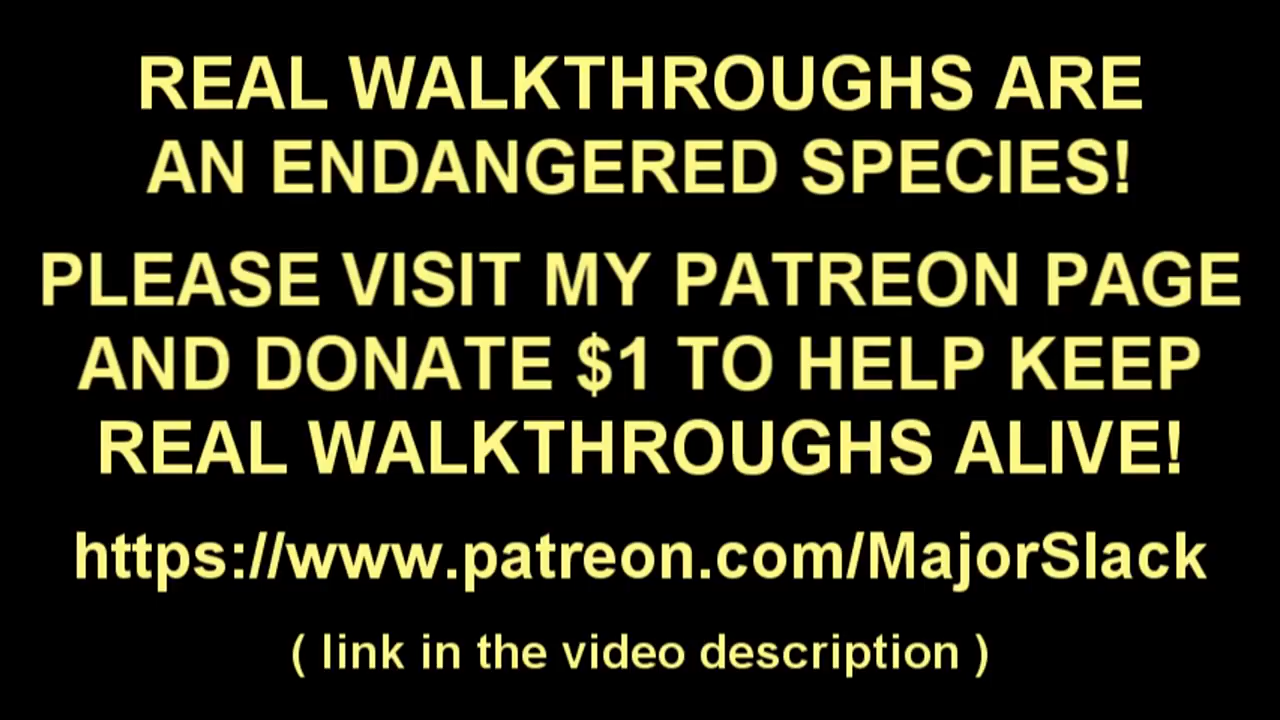 REAL WALKTHROUGHS ARE
AN ENDANGERED SPECIES!
PLEASE VISIT MY PATREON PAGE
AND DONATE $1 TO HELP KEEP
REAL WALKTHROUGHS ALIVE!
https://www.patreon.com/MajorSlack
( link in the video description )